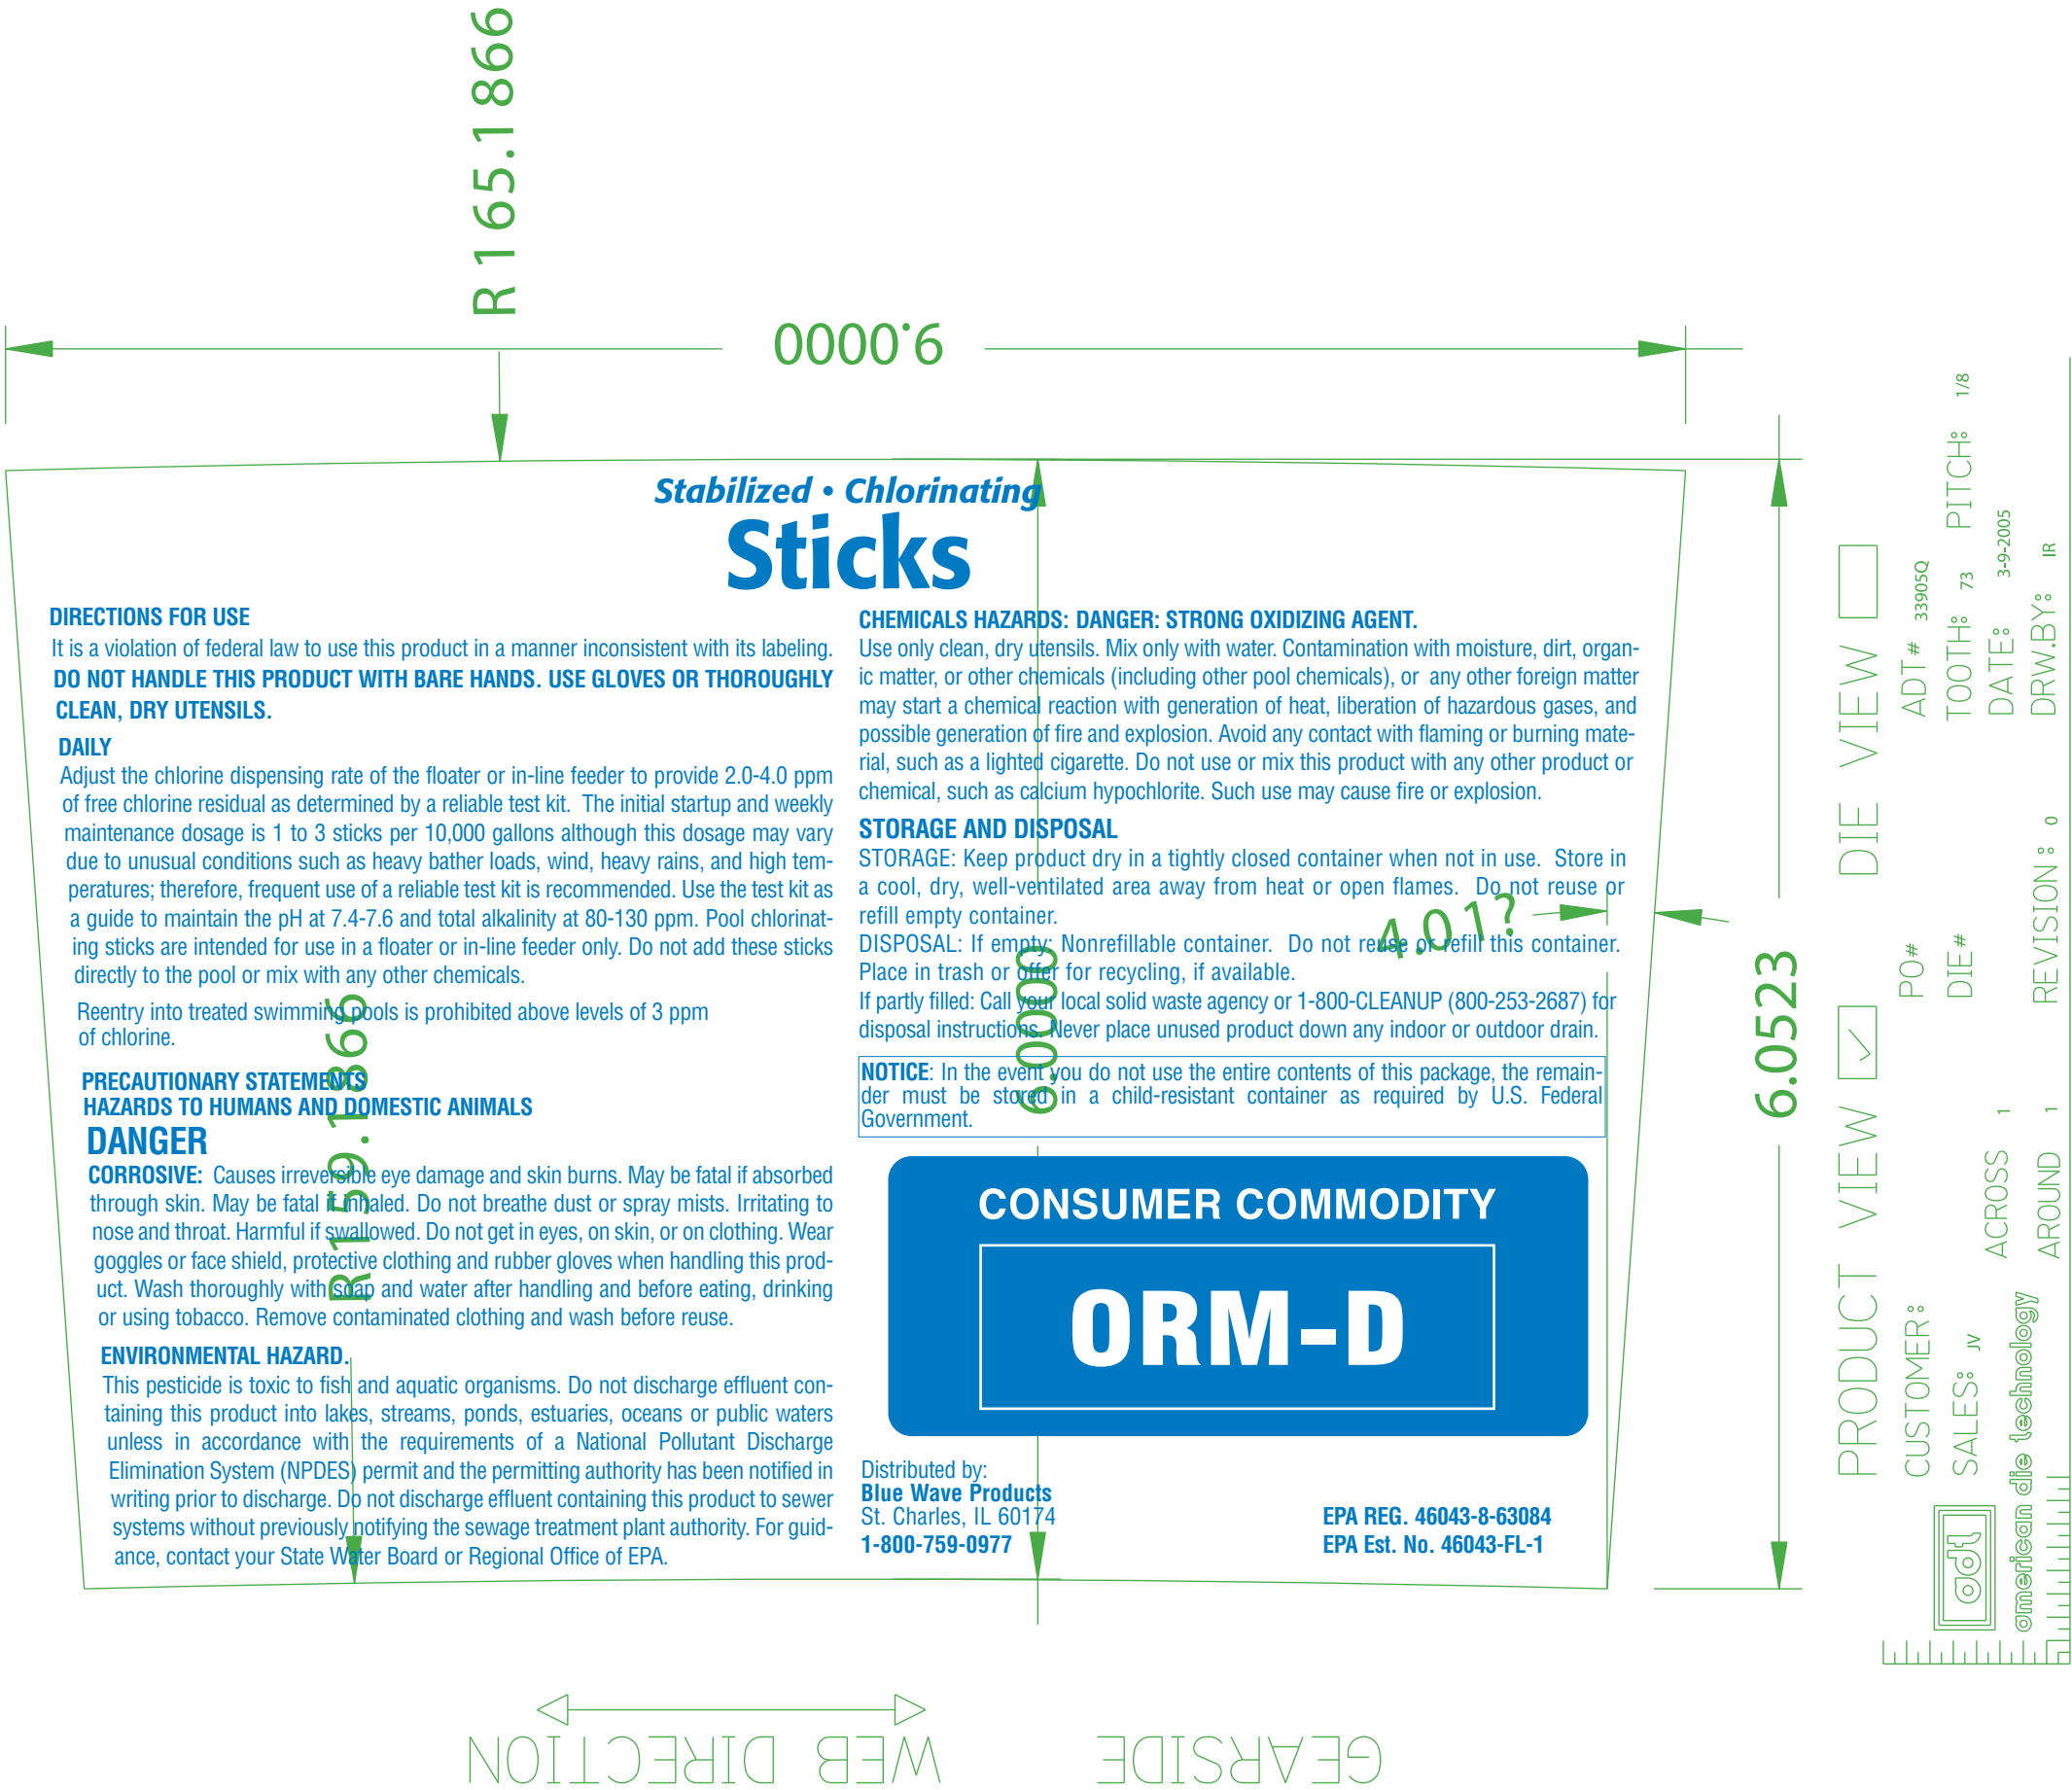 R 165.1866
9.0000
Stabilized • Chlorinating
Sticks
DIRECTIONS FOR USE
It is a violation of federal law to use this product in a manner inconsistent with its labeling.
DO NOT HANDLE THIS PRODUCT WITH BARE HANDS. USE GLOVES OR THOROUGHLY
CLEAN, DRY UTENSILS.
DAILY
Adjust the chlorine dispensing rate of the floater or in-line feeder to provide 2.0-4.0 ppm
of free chlorine residual as determined by a reliable test kit. The initial startup and weekly
maintenance dosage is 1 to 3 sticks per 10,000 gallons although this dosage may vary
due to unusual conditions such as heavy bather loads, wind, heavy rains, and high tem-
peratures; therefore, frequent use of a reliable test kit is recommended. Use the test kit as
a guide to maintain the pH at 7.4-7.6 and total alkalinity at 80-130 ppm. Pool chlorinat-
ing sticks are intended for use in a floater or in-line feeder only. Do not add these sticks
directly to the pool or mix with any other chemicals.
Reentry into treated swimming pools is prohibited above levels of 3 ppm
of chlorine.
PRECAUTIONARY STATEMENTS
HAZARDS TO HUMANS AND DOMESTIC ANIMALS
DANGER
CORROSIVE: Causes irreversible eye damage and skin burns. May be fatal if absorbed
through skin. May be fatal if inhaled. Do not breathe dust or spray mists. Irritating to
nose and throat. Harmful if swallowed. Do not get in eyes, on skin, or on clothing. Wear
goggles or face shield, protective clothing and rubber gloves when handling this prod-
uct. Wash thoroughly with soap and water after handling and before eating, drinking
or using tobacco. Remove contaminated clothing and wash before reuse.
ENVIRONMENTAL HAZARD.
This pesticide is toxic to fish and aquatic organisms. Do not discharge effluent con-
taining this product into lakes, streams, ponds, estuaries, oceans or public waters
unless in accordance with the requirements of a National Pollutant Discharge
Elimination System (NPDES) permit and the permitting authority has been notified in
writing prior to discharge. Do not discharge effluent containing this product to sewer
systems without previously notifying the sewage treatment plant authority. For guid-
ance, contact your State Water Board or Regional Office of EPA.
R 159.1866
CHEMICALS HAZARDS: DANGER: STRONG OXIDIZING AGENT.
Use only clean, dry utensils. Mix only with water. Contamination with moisture, dirt, organ-
ic matter, or other chemicals (including other pool chemicals), or any other foreign matter
may start a chemical reaction with generation of heat, liberation of hazardous gases, and
possible generation of fire and explosion. Avoid any contact with flaming or burning mate-
rial, such as a lighted cigarette. Do not use or mix this product with any other product or
chemical, such as calcium hypochlorite. Such use may cause fire or explosion.
STORAGE AND DISPOSAL
STORAGE: Keep product dry in a tightly closed container when not in use. Store in
a cool, dry, well-ventilated area away from heat or open flames. Do not reuse or
refill empty container.
DISPOSAL: If empty: Nonrefillable container. Do not reuse or refill this container.
Place in trash or offer for recycling, if available.
If partly filled: Call your local solid waste agency or 1-800-CLEANUP (800-253-2687) for
disposal instructions. Never place unused product down any indoor or outdoor drain.
NOTICE: In the event you do not use the entire contents of this package, the remain-
der must be stored in a child-resistant container as required by U.S. Federal
Government.
CONSUMER COMMODITY
ORM-D
Distributed by:
Blue Wave Products
St. Charles, IL 60174
1-800-759-0977
EPA REG. 46043-8-63084
EPA Est. No. 46043-FL-1
6.0000
4.01?
6.0523
PRODUCT VIEW DIE VIEW
CUSTOMER: PO# ADT# 33905Q
SALES: JV DIE# TOOTH: 73 PITCH: 1/8
ACROSS 1 DATE: 3-9-2005
AROUND 1 REVISION: 0 DRW.BY: IR
adt
american die technology
WEB DIRECTION
GEARSIDE